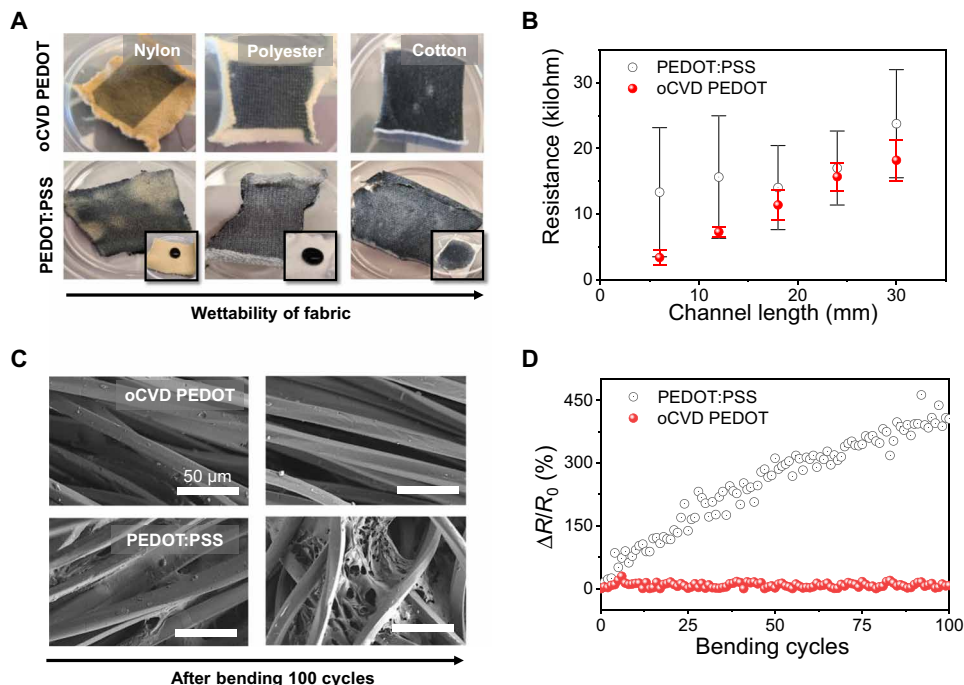 A
oCVD PEDOT
Nylon
Polyester
Cotton
PEDOT:PSS
Wettability of fabric
B
Resistance (kilohm)
30
20
10
0
PEDOT:PSS
oCVD PEDOT
0
10
20
30
Channel length (mm)
C
oCVD PEDOT
50 µm
PEDOT:PSS
After bending 100 cycles
D
ΔR/R0 (%)
450
300
150
0
PEDOT:PSS
oCVD PEDOT
0
25
50
75
100
Bending cycles